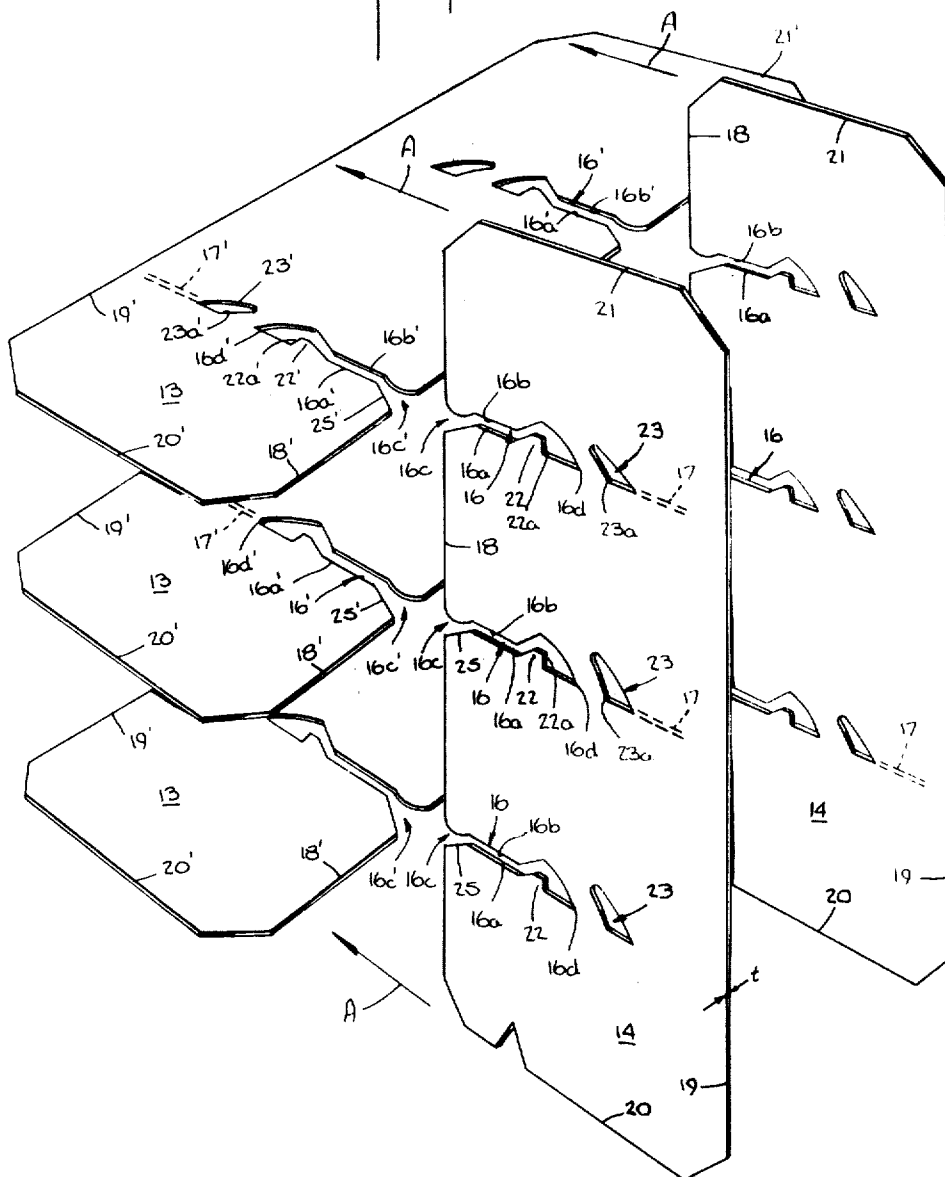 A
21'
A
18
21
16'
16b'
16a'
16b
16a
17'
23'
19'
23a'
16d'
22a'
22'
16b'
16a'
25'
16c'
13
20'
18'
21
16b
16c
16a
16
22
22a
16d
23
23a
17
16
18
19'
17'
16d'
16a'
16'
25'
13
20'
18'
16c'
16c
16b
25
16
16a
22
22a
16d
23
23a
17
17
19'
13
20'
18'
16c'
16c
16
16b
25
16a
22
16d
23
14
19
20
A
t
14
19
20